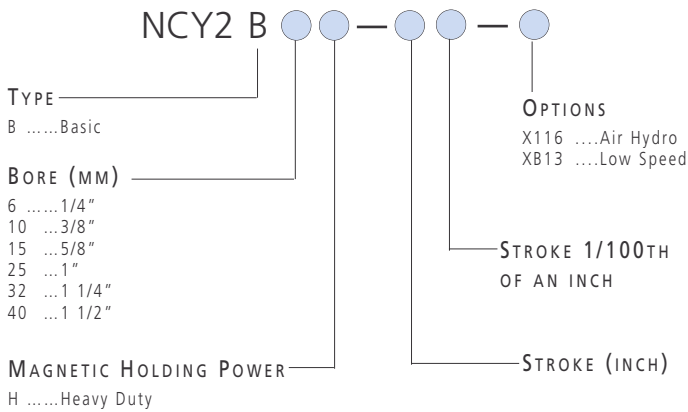 NCY2 B — —
TYPE
B ......Basic
BORE (MM)
6 ......1/4"
10 ...3/8"
15 ...5/8"
25 ...1"
32 ...1 1/4"
40 ...1 1/2"
MAGNETIC HOLDING POWER
H ......Heavy Duty
OPTIONS
X116 ....Air Hydro
XB13 ....Low Speed
STROKE 1/100TH
OF AN INCH
STROKE (INCH)